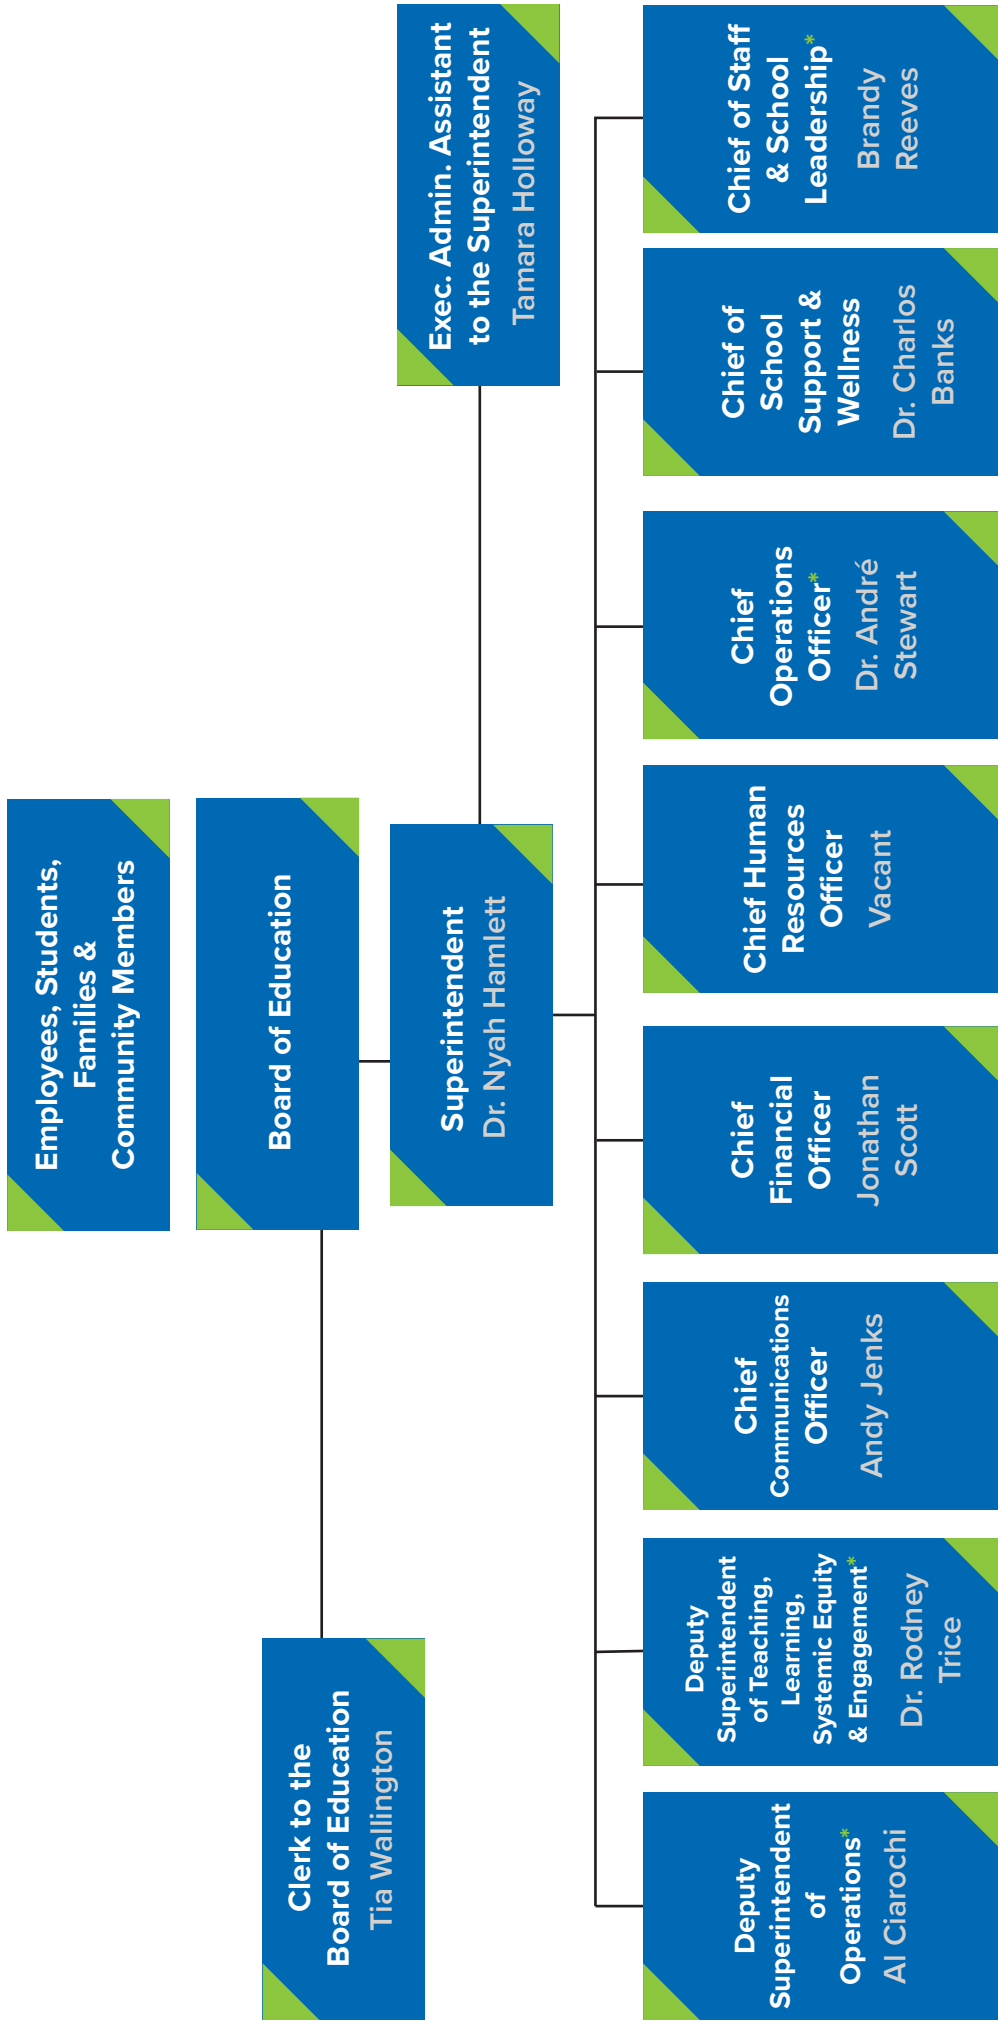 Employees, Students,
Families &
Community Members
Board of Education
Clerk to the
Board of Education
Tia Wallington
Superintendent
Dr. Nyah Hamlett
Exec. Admin. Assistant
to the Superintendent
Tamara Holloway
Deputy
Superintendent
of
Operations*
Al Ciarochi
Deputy
Superintendent
of Teaching,
Learning,
Systemic Equity
& Engagement*
Dr. Rodney
Trice
Chief
Communications
Officer
Andy Jenks
Chief
Financial
Officer
Jonathan
Scott
Chief Human
Resources
Officer
Vacant
Chief
Operations
Officer*
Dr. André
Stewart
Chief of
School
Support &
Wellness
Dr. Charlos
Banks
Chief of Staff
& School
Leadership*
Brandy
Reeves